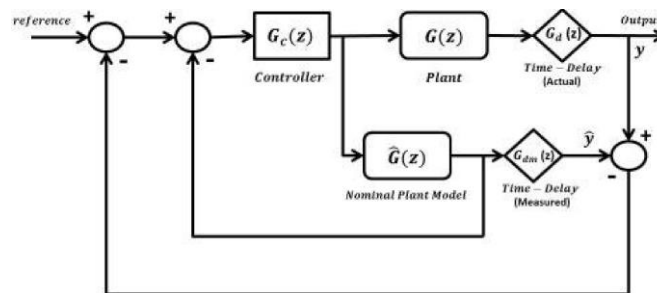 reference
+
-
+
-
G_c(z)
Controller
G(z)
Plant
G_d(z)
Time - Delay
(Actual)
Output
y
Ĝ(z)
Nominal Plant Model
G_dm(z)
Time - Delay
(Measured)
ŷ
+
-